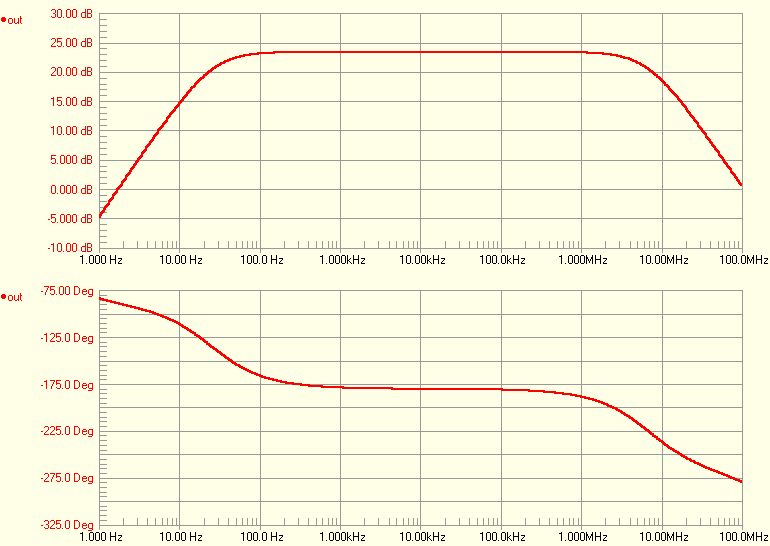 out
30.00 dB
25.00 dB
20.00 dB
15.00 dB
10.00 dB
5.000 dB
0.000 dB
-5.000 dB
-10.00 dB
1.000 Hz 10.00 Hz 100.0 Hz 1.000kHz 10.00kHz 100.0kHz 1.000MHz 10.00MHz 100.0MHz
out
-75.00 Deg
-125.0 Deg
-175.0 Deg
-225.0 Deg
-275.0 Deg
-325.0 Deg
1.000 Hz 10.00 Hz 100.0 Hz 1.000kHz 10.00kHz 100.0kHz 1.000MHz 10.00MHz 100.0MHz